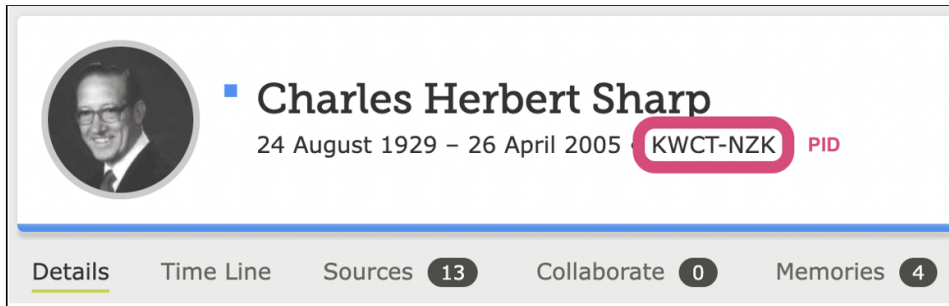 Charles Herbert Sharp
24 August 1929 – 26 April 2005 • KWCT-NZK PID
Details Time Line Sources 13 Collaborate 0 Memories 4